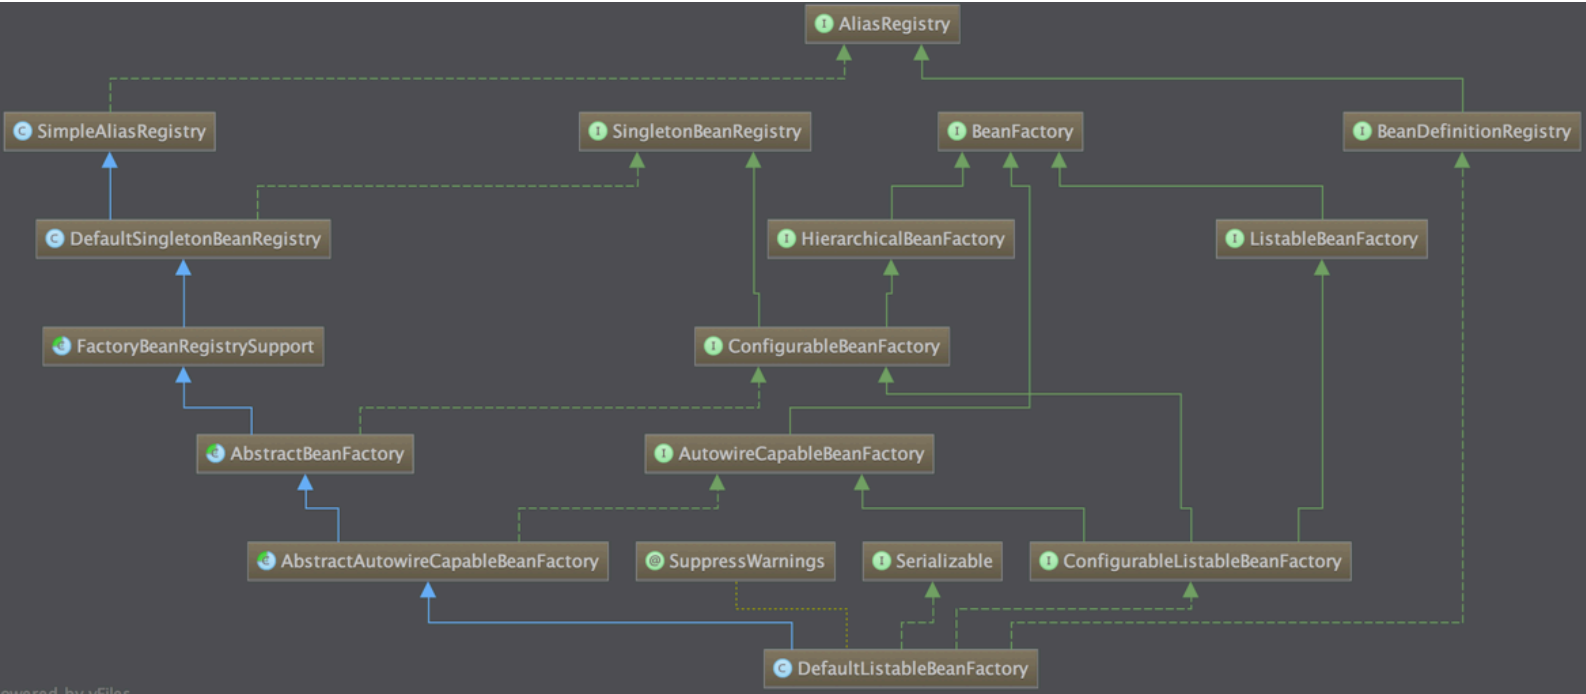 AliasRegistry
SimpleAliasRegistry
SingletonBeanRegistry
BeanFactory
BeanDefinitionRegistry
DefaultSingletonBeanRegistry
HierarchicalBeanFactory
ListableBeanFactory
FactoryBeanRegistrySupport
ConfigurableBeanFactory
AbstractBeanFactory
AutowireCapableBeanFactory
AbstractAutowireCapableBeanFactory
SuppressWarnings
Serializable
ConfigurableListableBeanFactory
DefaultListableBeanFactory